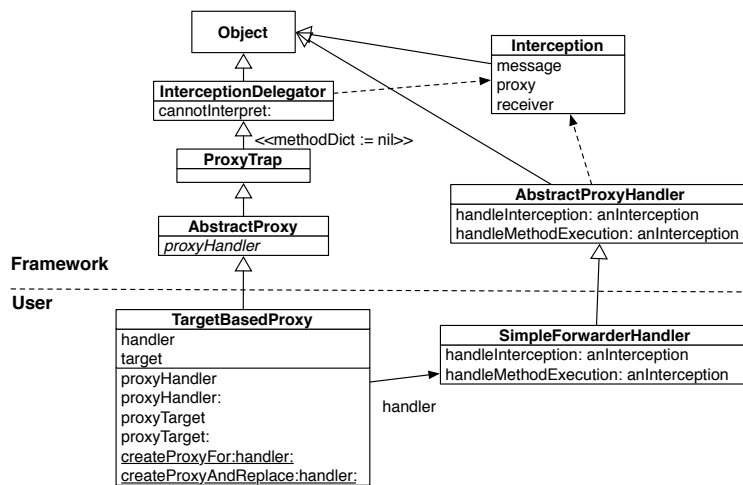 Object
Interception
message
proxy
receiver
InterceptionDelegator
cannotInterpret:
<<methodDict := nil>>
ProxyTrap
AbstractProxyHandler
handleInterception: anInterception
handleMethodExecution: anInterception
AbstractProxy
proxyHandler
Framework
User
TargetBasedProxy
handler
target
proxyHandler
proxyHandler:
proxyTarget
proxyTarget:
createProxyFor:handler:
createProxyAndReplace:handler:
handler
SimpleForwarderHandler
handleInterception: anInterception
handleMethodExecution: anInterception